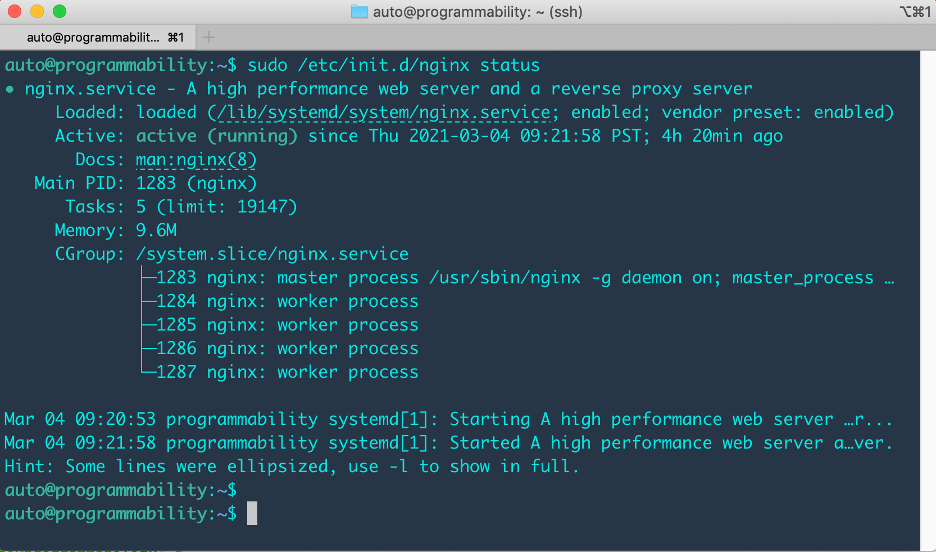 auto@programmability: ~ (ssh)
⌥⌘1
auto@programmabilit... ⌘1
auto@programmability:~$ sudo /etc/init.d/nginx status
● nginx.service - A high performance web server and a reverse proxy server
Loaded: loaded (/lib/systemd/system/nginx.service; enabled; vendor preset: enabled)
Active: active (running) since Thu 2021-03-04 09:21:58 PST; 4h 20min ago
Docs: man:nginx(8)
Main PID: 1283 (nginx)
Tasks: 5 (limit: 19147)
Memory: 9.6M
CGroup: /system.slice/nginx.service
├─1283 nginx: master process /usr/sbin/nginx -g daemon on; master_process …
├─1284 nginx: worker process
├─1285 nginx: worker process
├─1286 nginx: worker process
└─1287 nginx: worker process
Mar 04 09:20:53 programmability systemd[1]: Starting A high performance web server …r...
Mar 04 09:21:58 programmability systemd[1]: Started A high performance web server a…ver.
Hint: Some lines were ellipsized, use -l to show in full.
auto@programmability:~$
auto@programmability:~$